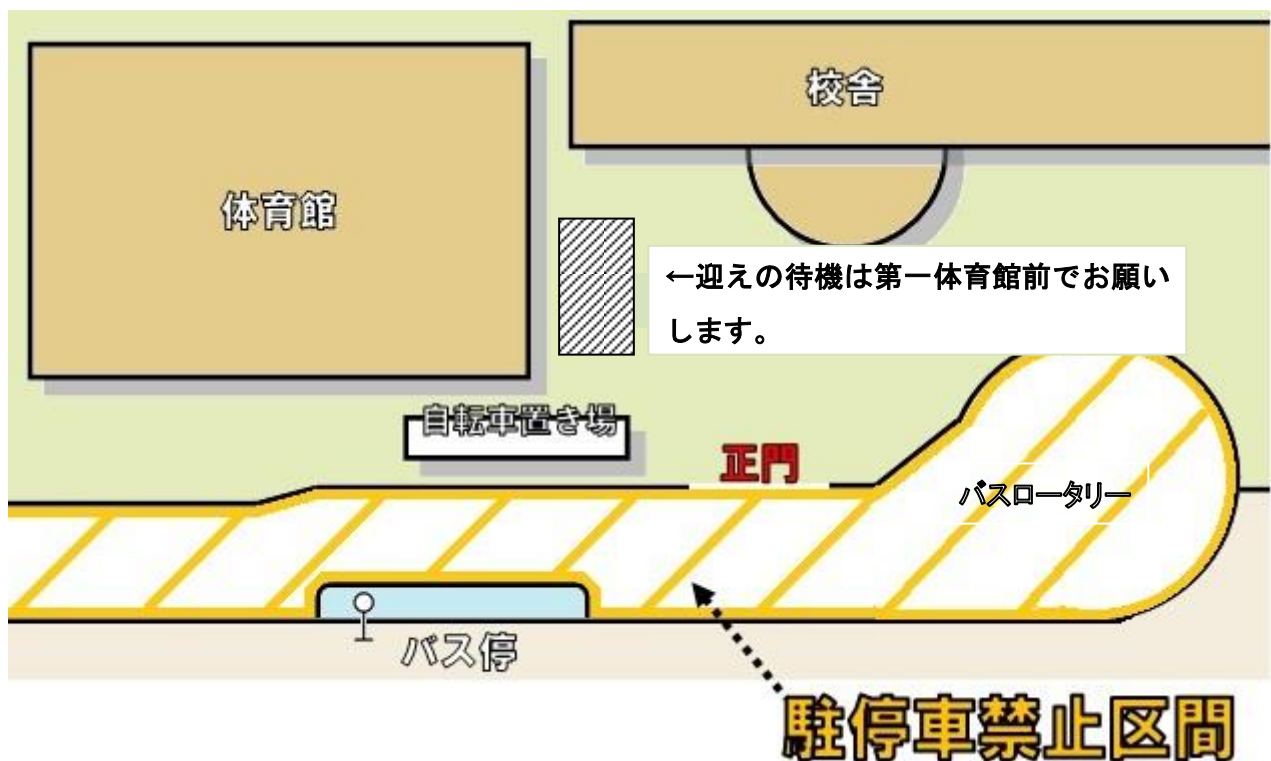 校舎
体育館
←迎えの待機は第一体育館前でお願い
します。
自転車置き場
正門
バスロータリー
バス停
駐停車禁止区間